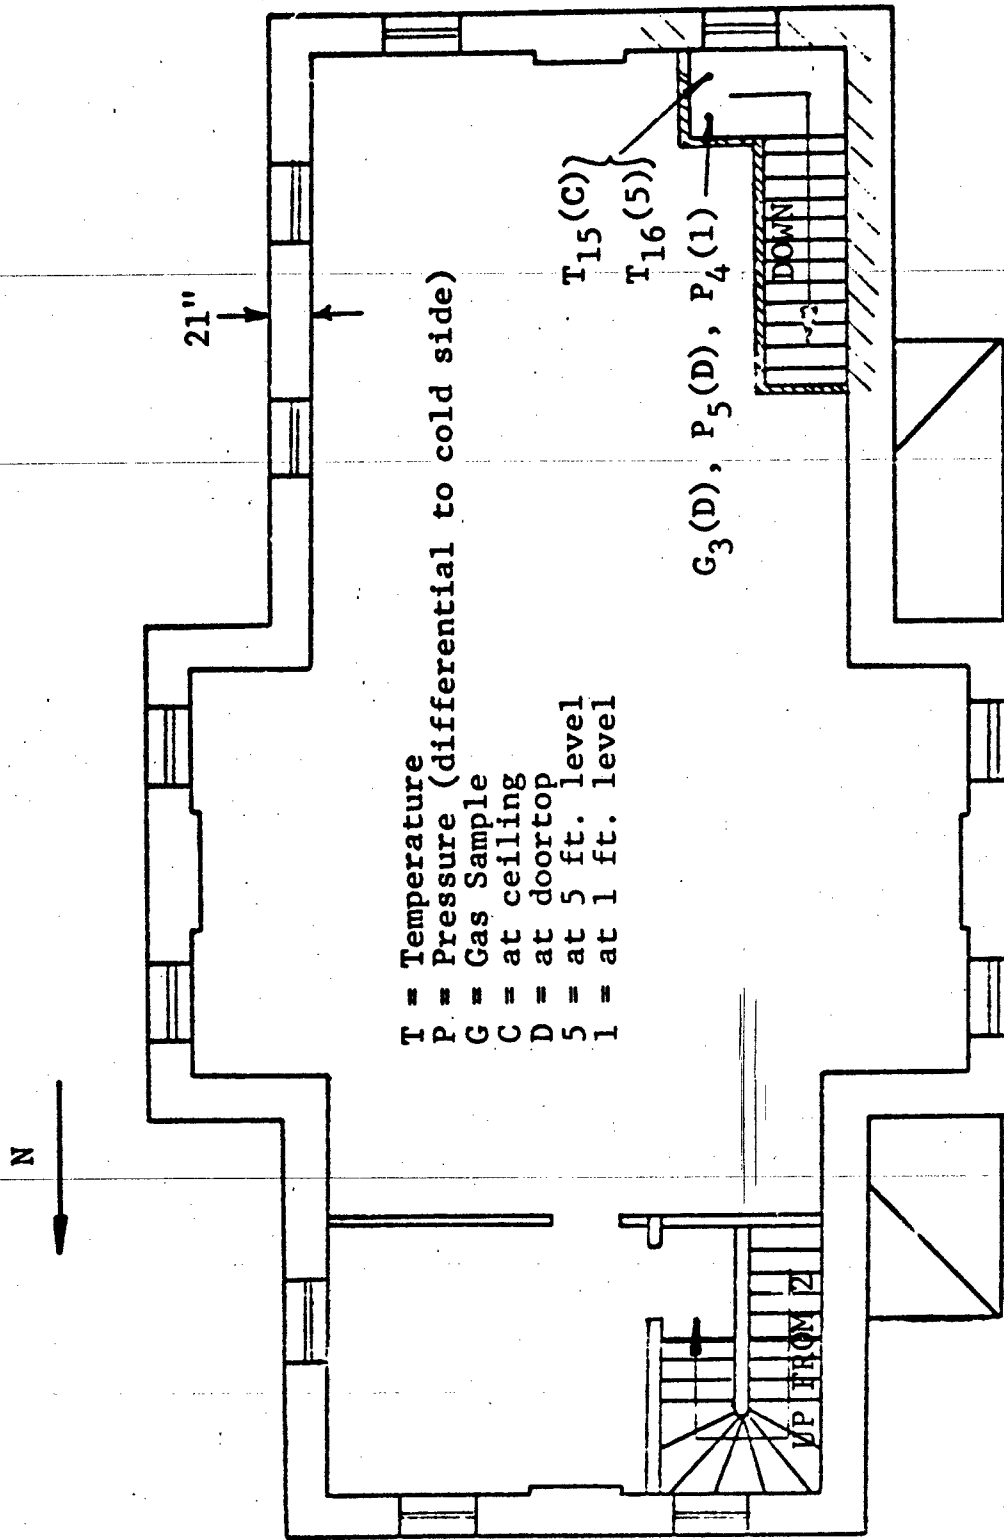 N
21"
T = Temperature
P = Pressure (differential to cold side)
G = Gas Sample
C = at ceiling
D = at doortop
5 = at 5 ft. level
1 = at 1 ft. level
T15(C)
T16(5)
G3(D), P5(D), P4(1)
DOWN
UP FROM 2